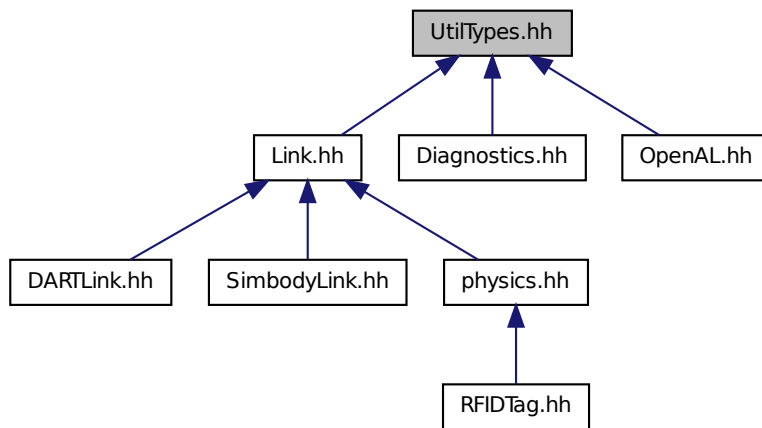 UtilTypes.hh
Link.hh
Diagnostics.hh
OpenAL.hh
DARTLink.hh
SimbodyLink.hh
physics.hh
RFIDTag.hh